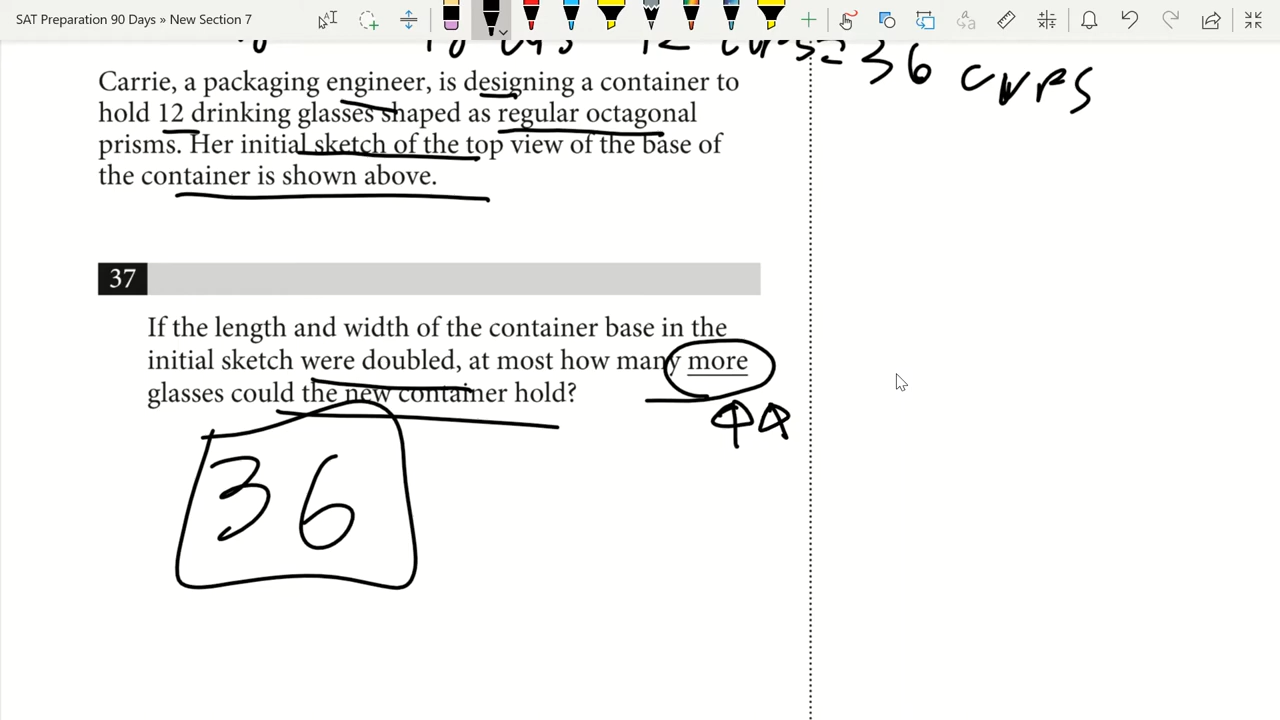 SAT Preparation 90 Days » New Section 7
12 cups = 36 cups
Carrie, a packaging engineer, is designing a container to
hold 12 drinking glasses shaped as regular octagonal
prisms. Her initial sketch of the top view of the base of
the container is shown above.
37
If the length and width of the container base in the
initial sketch were doubled, at most how many more
glasses could the new container hold?
36